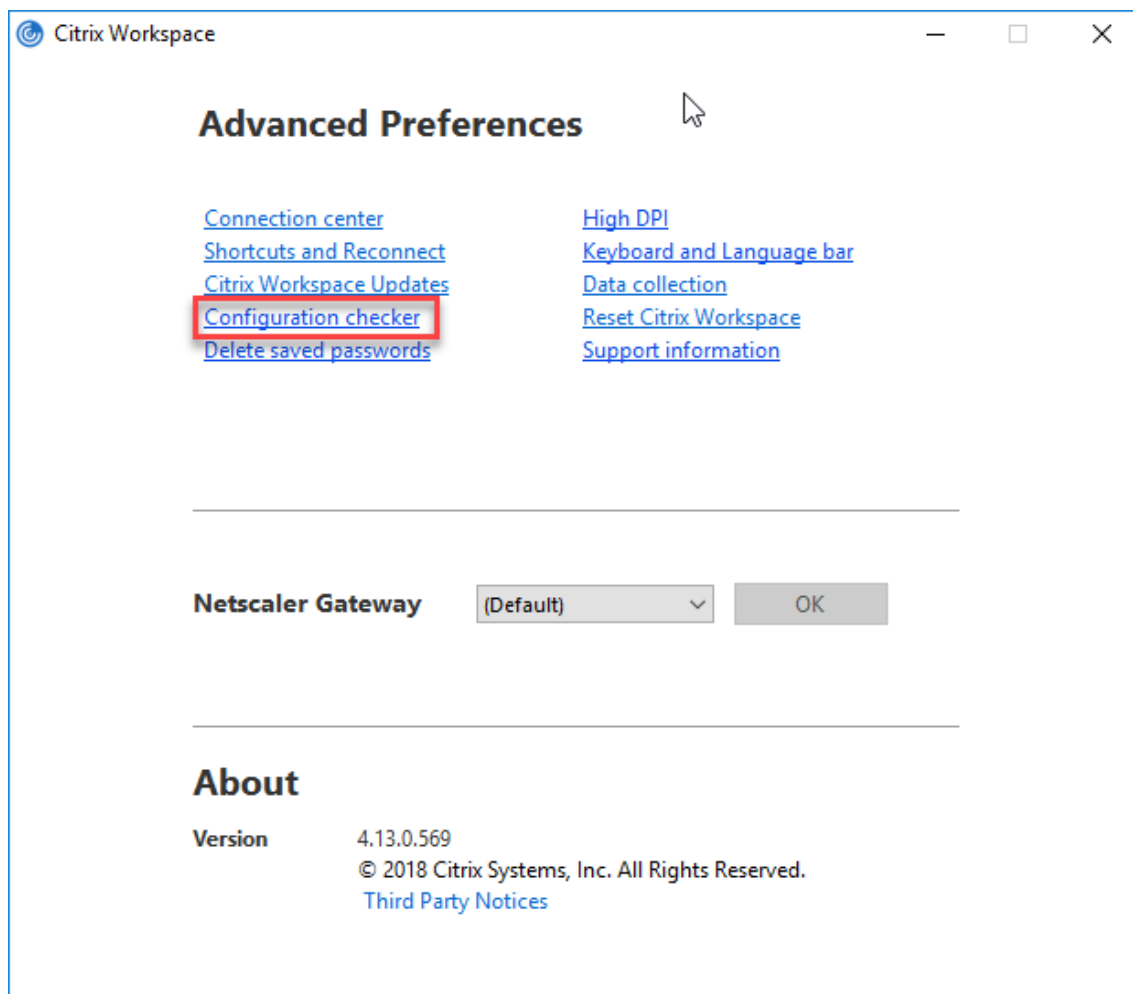 Citrix Workspace
Advanced Preferences
Connection center
Shortcuts and Reconnect
Citrix Workspace Updates
Configuration checker
Delete saved passwords
High DPI
Keyboard and Language bar
Data collection
Reset Citrix Workspace
Support information
Netscaler Gateway (Default) OK
About
Version 4.13.0.569
© 2018 Citrix Systems, Inc. All Rights Reserved.
Third Party Notices